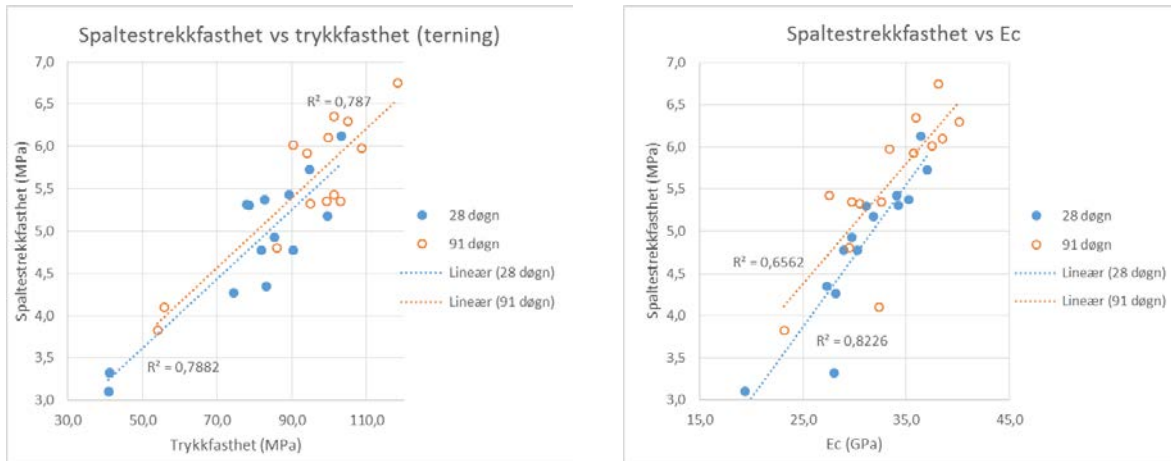 Spaltestrekkfasthet vs trykkfasthet (terning)
Spaltestrekkfasthet (MPa)
7,0
6,5
6,0
5,5
5,0
4,5
4,0
3,5
3,0
R² = 0,787
R² = 0,7882
30,0 50,0 70,0 90,0 110,0
Trykkfasthet (MPa)
28 døgn
91 døgn
Lineær (28 døgn)
Lineær (91 døgn)
Spaltestrekkfasthet vs Ec
Spaltestrekkfasthet (MPa)
7,0
6,5
6,0
5,5
5,0
4,5
4,0
3,5
3,0
R² = 0,6562
R² = 0,8226
15,0 25,0 35,0 45,0
Ec (GPa)
28 døgn
91 døgn
Lineær (28 døgn)
Lineær (91 døgn)